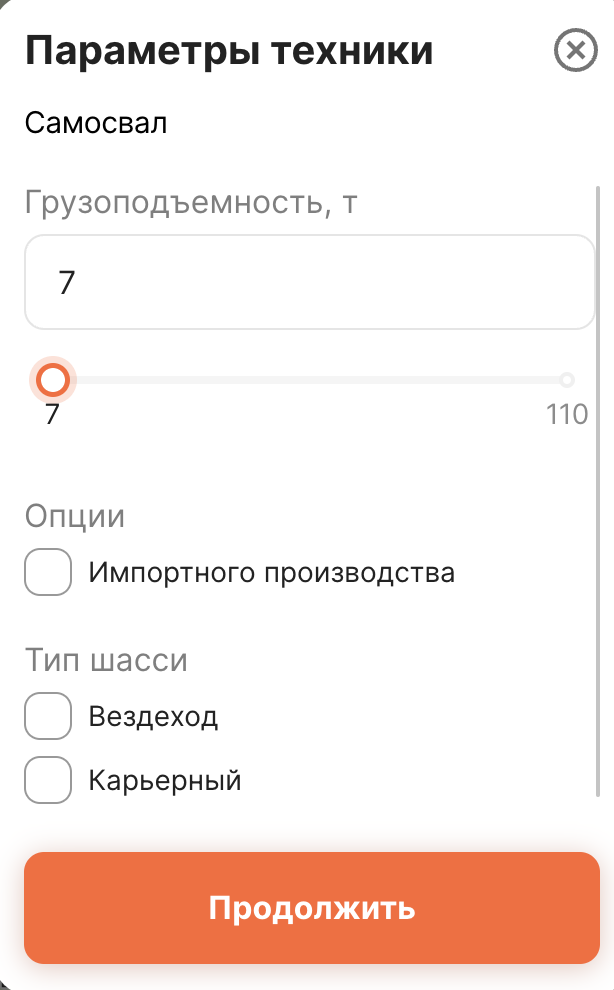 Параметры техники
Самосвал
Грузоподъемность, т
7
7
110
Опции
Импортного производства
Тип шасси
Вездеход
Карьерный
Продолжить